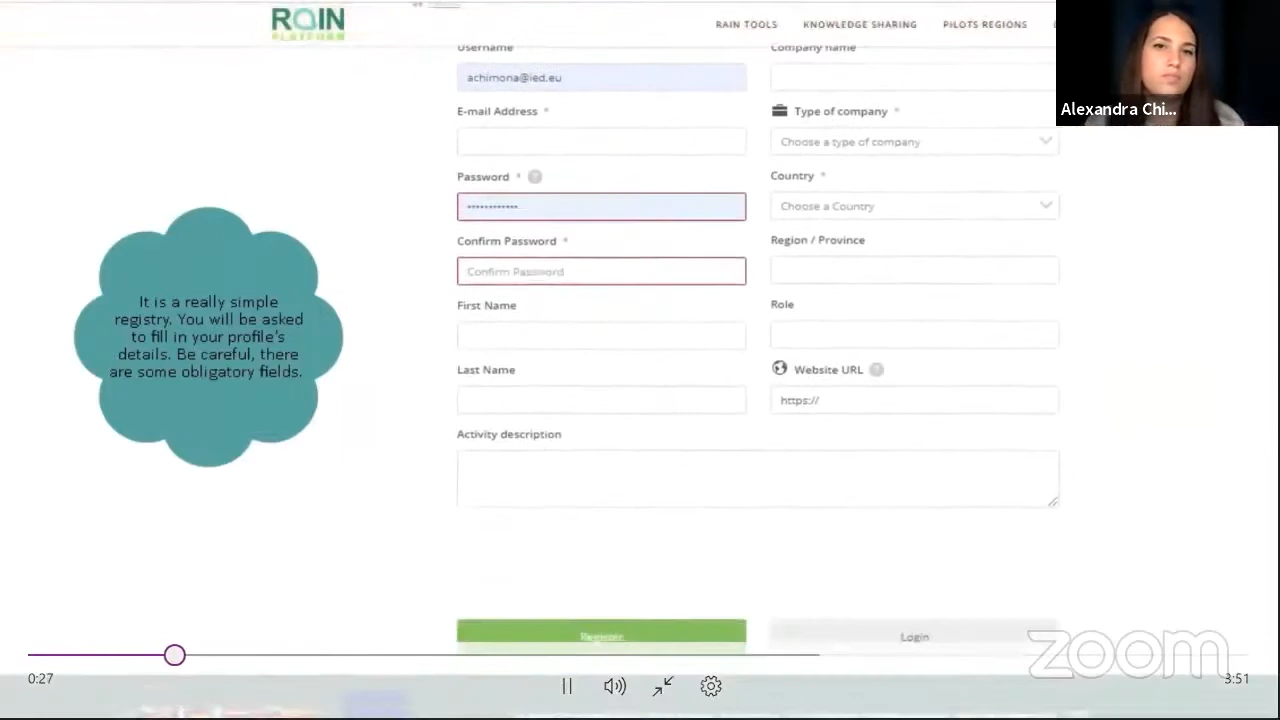 ROIN
PLATFORM
RAIN TOOLS
KNOWLEDGE SHARING
PILOTS REGIONS
Username
Company name
achimona@ied.eu
E-mail Address *
Type of company *
Choose a type of company
Password * ?
Country *
Choose a Country
Confirm Password *
Region / Province
Confirm Password
First Name
Role
Last Name
Website URL ?
https://
Activity description
Register
Login
It is a really simple
registry. You will be asked
to fill in your profile's
details. Be careful, there
are some obligatory fields.
Alexandra Chi...
zoom
0:27
3:51